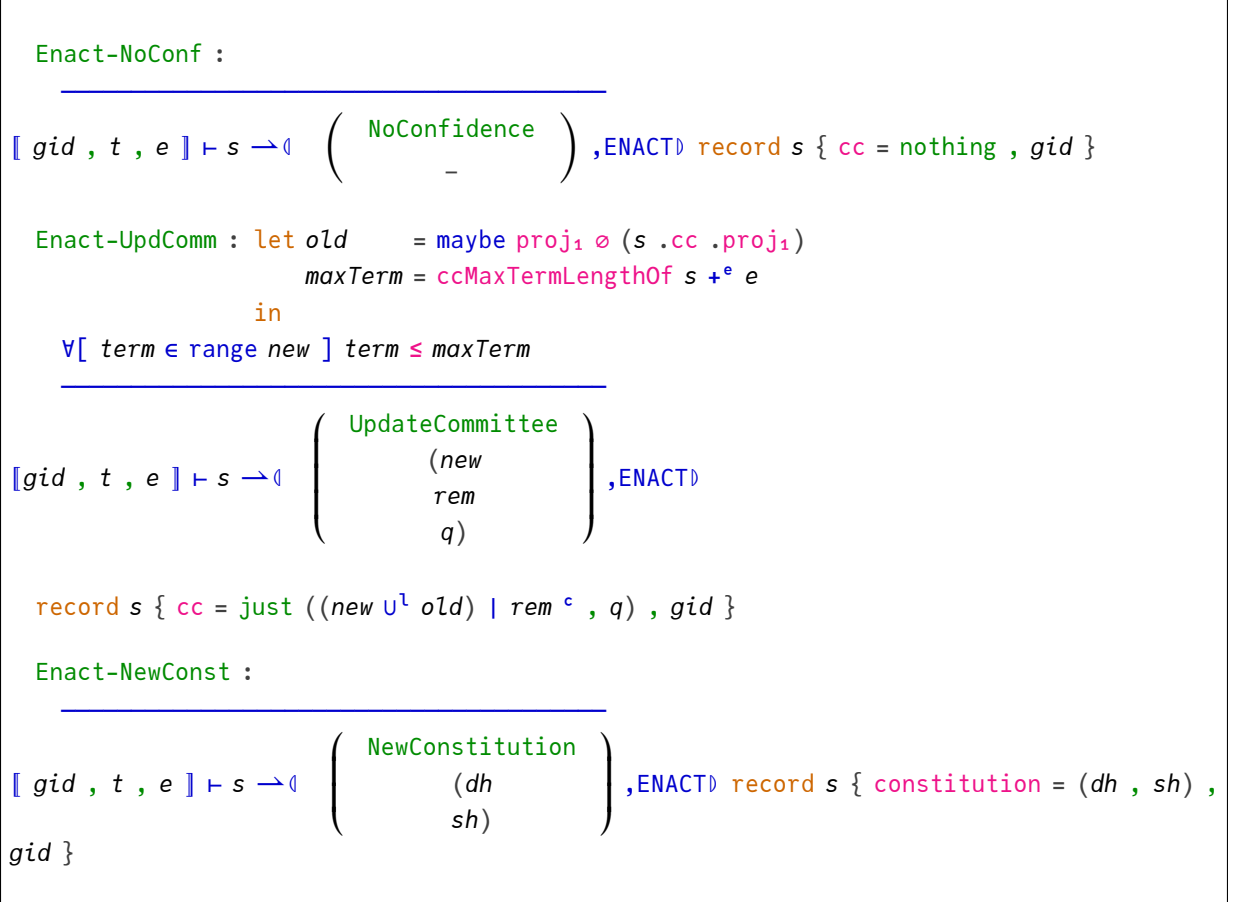 Enact-NoConf :
⟦ gid , t , e ⟧ ⊢ s ⇀⦇ ( NoConfidence
_ ) ,ENACT⦈ record s { cc = nothing , gid }
Enact-UpdComm : let old = maybe proj₁ ∅ (s .cc .proj₁)
maxTerm = ccMaxTermLengthOf s +ᵉ e
in
∀[ term ∈ range new ] term ≤ maxTerm
⟦gid , t , e ⟧ ⊢ s ⇀⦇ ( UpdateCommittee
(new
rem
q) ) ,ENACT⦈
record s { cc = just ((new ∪ˡ old) ∣ rem ᶜ , q) , gid }
Enact-NewConst :
⟦ gid , t , e ⟧ ⊢ s ⇀⦇ ( NewConstitution
(dh
sh) ) ,ENACT⦈ record s { constitution = (dh , sh) ,
gid }